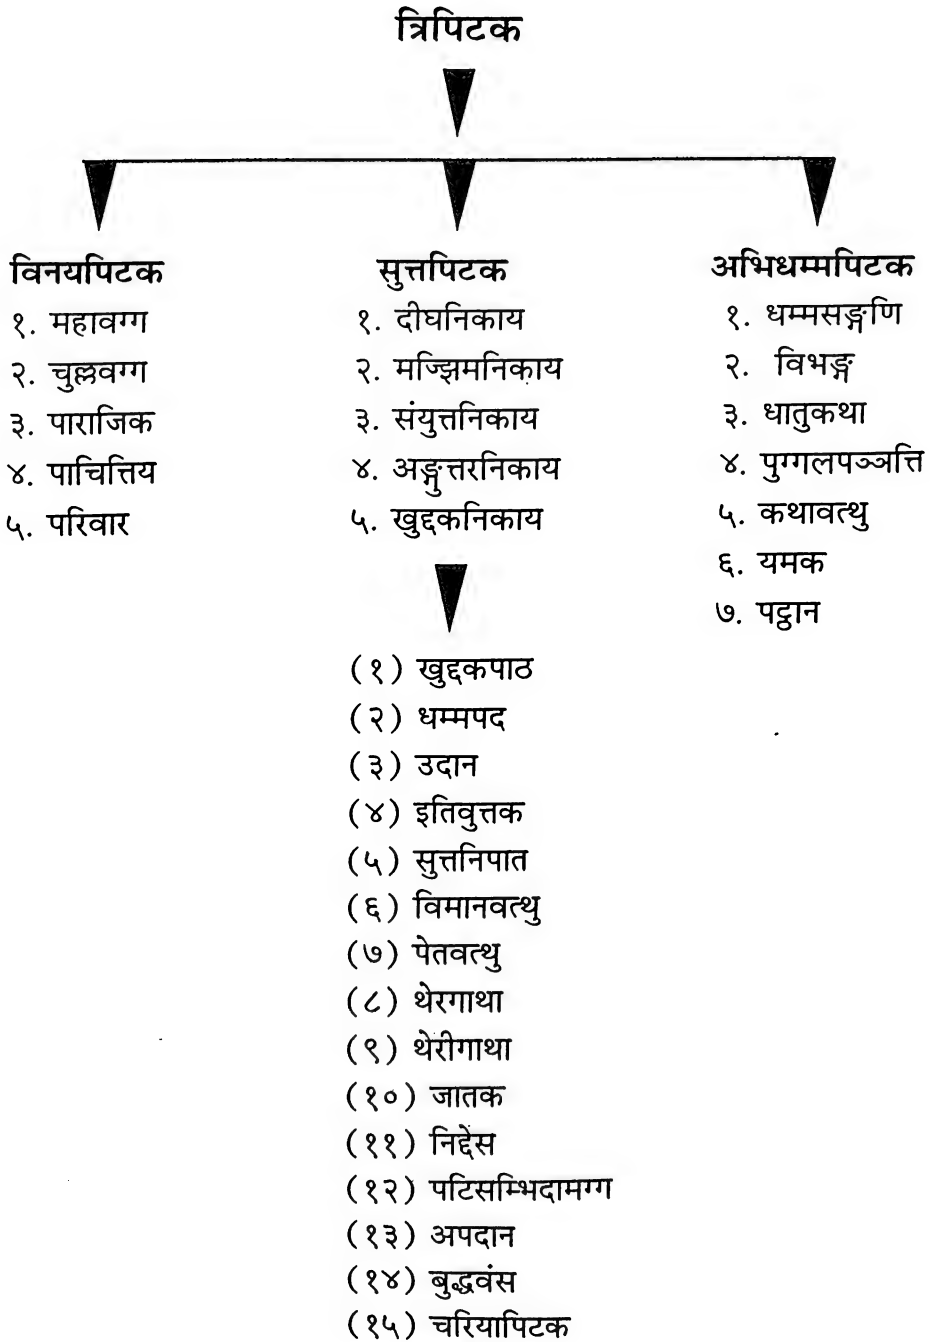 त्रिपिटक
विनयपिटक
१. महावग्ग
२. चुल्लवग्ग
३. पाराजिक
४. पाचित्तिय
५. परिवार
सुत्तपिटक
१. दीघनिकाय
२. मज्झिमनिकाय
३. संयुत्तनिकाय
४. अङ्गुत्तरनिकाय
५. खुद्दकनिकाय
(१) खुद्दकपाठ
(२) धम्मपद
(३) उदान
(४) इतिवुत्तक
(५) सुत्तनिपात
(६) विमानवत्थु
(७) पेतवत्थु
(८) थेरगाथा
(९) थेरीगाथा
(१०) जातक
(११) निद्देस
(१२) पटिसम्भिदामग्ग
(१३) अपदान
(१४) बुद्धवंस
(१५) चरियापिटक
अभिधम्मपिटक
१. धम्मसङ्गणि
२. विभङ्ग
३. धातुकथा
४. पुग्गलपञ्ञत्ति
५. कथावत्थु
६. यमक
७. पट्ठान